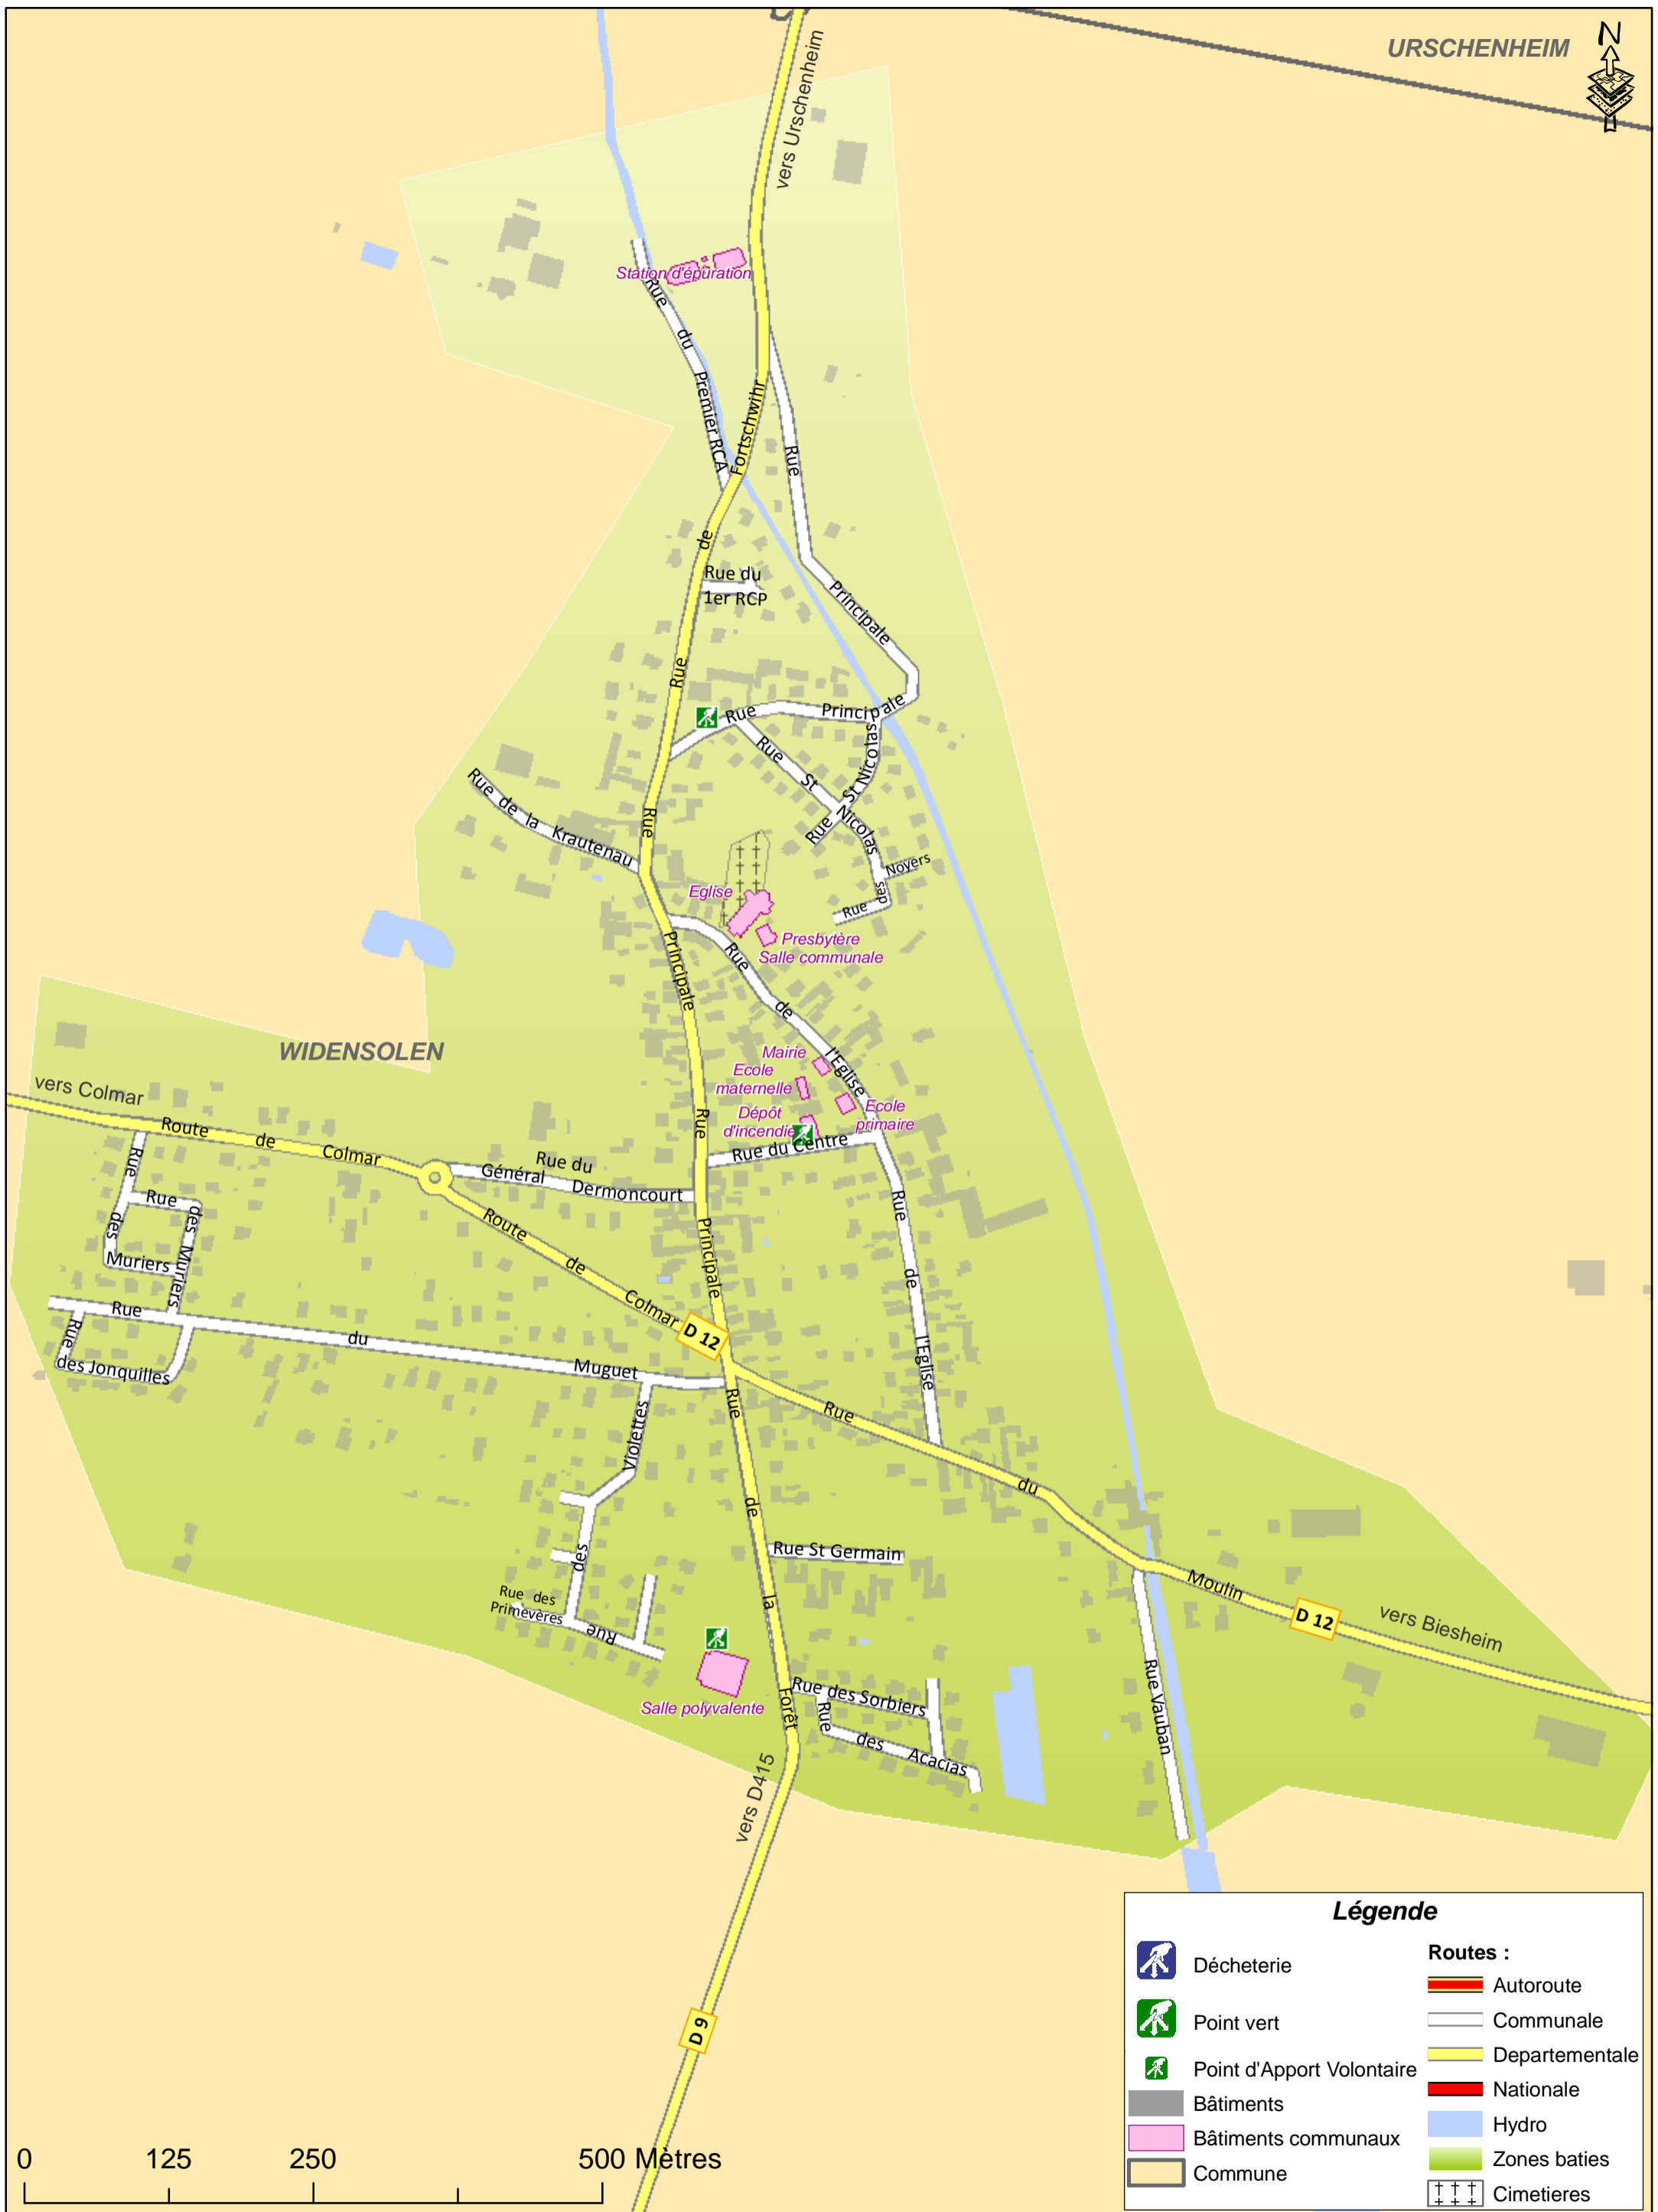 URSCHENHEIM
N
vers Urschenheim
Station d'épuration
Rue du Premier RCA
Rue de Fortschwihr
Rue Principale
Rue du
1er RCP
Rue Principale
Rue St Nicolas
Rue St Nicolas
Rue de la Krautenau
Noyers
Rue des
Eglise
Presbytère
Salle communale
Rue Principale
Rue de l'Eglise
WIDENSOLEN
Mairie
Ecole
maternelle
Ecole
primaire
Dépôt
d'incendie
Rue du Centre
vers Colmar
Route de Colmar
Rue du
Général Dermoncourt
Rue Principale
Rue de l'Eglise
Rue des Muriers
Rue des Muriers
Route de Colmar
D 12
Rue du Muguet
Rue
des Jonquilles
Rue des Violettes
Rue de la Forêt
Rue du Moulin
Rue St Germain
Rue des
Primevères
D 12
vers Biesheim
Salle polyvalente
Rue des Sorbiers
Rue des Acacias
Rue Vauban
vers D415
D 9
Légende
Décheterie
Point vert
Point d'Apport Volontaire
Bâtiments
Bâtiments communaux
Commune
Routes :
Autoroute
Communale
Departementale
Nationale
Hydro
Zones baties
Cimetieres
0 125 250 500 Mètres